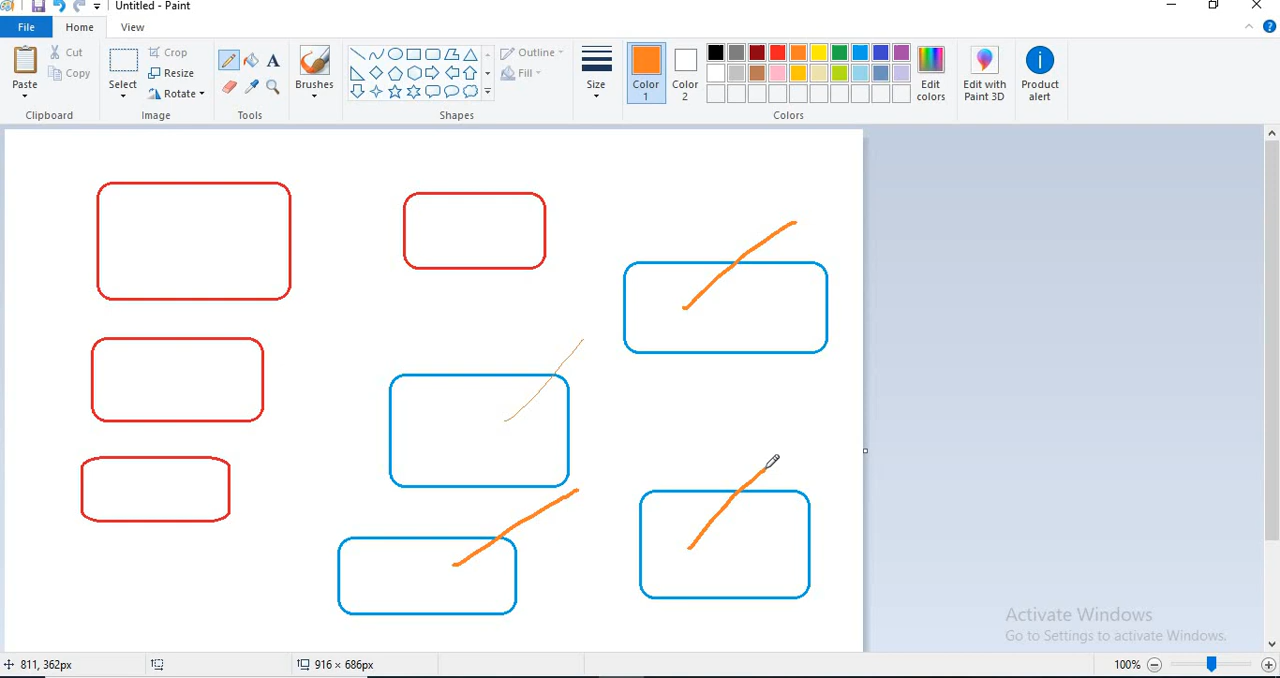 Untitled - Paint
File Home View
Paste
Cut
Copy
Clipboard
Select
Crop
Resize
Rotate
Image
A
Tools
Brushes
Outline
Fill
Shapes
Size
Color 1
Color 2
Edit colors
Colors
Edit with Paint 3D
Product alert
Activate Windows
Go to Settings to activate Windows.
811, 362px
916 × 686px
100%